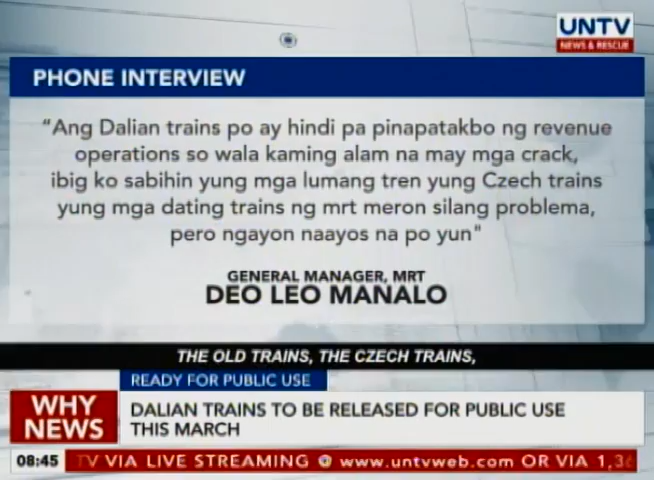 UNTV
NEWS & RESCUE
PHONE INTERVIEW
“Ang Dalian trains po ay hindi pa pinapatakbo ng revenue
operations so wala kaming alam na may mga crack,
ibig ko sabihin yung mga lumang tren yung Czech trains
yung mga dating trains ng mrt meron silang problema,
pero ngayon naayos na po yun"
GENERAL MANAGER, MRT
DEO LEO MANALO
THE OLD TRAINS, THE CZECH TRAINS,
READY FOR PUBLIC USE
WHY
NEWS
DALIAN TRAINS TO BE RELEASED FOR PUBLIC USE
THIS MARCH
08:45
TV VIA LIVE STREAMING @ www.untvweb.com OR VIA 1,3